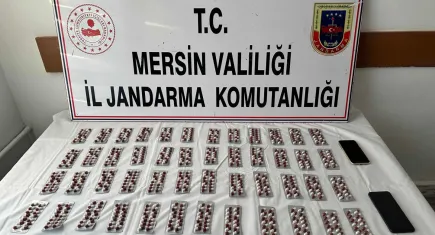 T.C.
MERSİN VALİLİĞİ
İL JANDARMA KOMUTANLIĞI